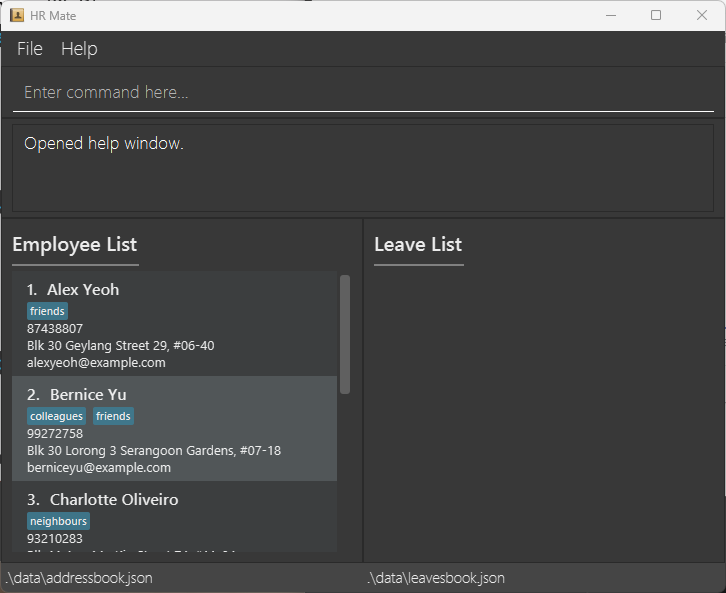 HR Mate
File Help
Enter command here...
Opened help window.
Employee List
1. Alex Yeoh
friends
87438807
Blk 30 Geylang Street 29, #06-40
alexyeoh@example.com
2. Bernice Yu
colleagues friends
99272758
Blk 30 Lorong 3 Serangoon Gardens, #07-18
berniceyu@example.com
3. Charlotte Oliveiro
neighbours
93210283
Leave List
.\data\addressbook.json
.\data\leavesbook.json